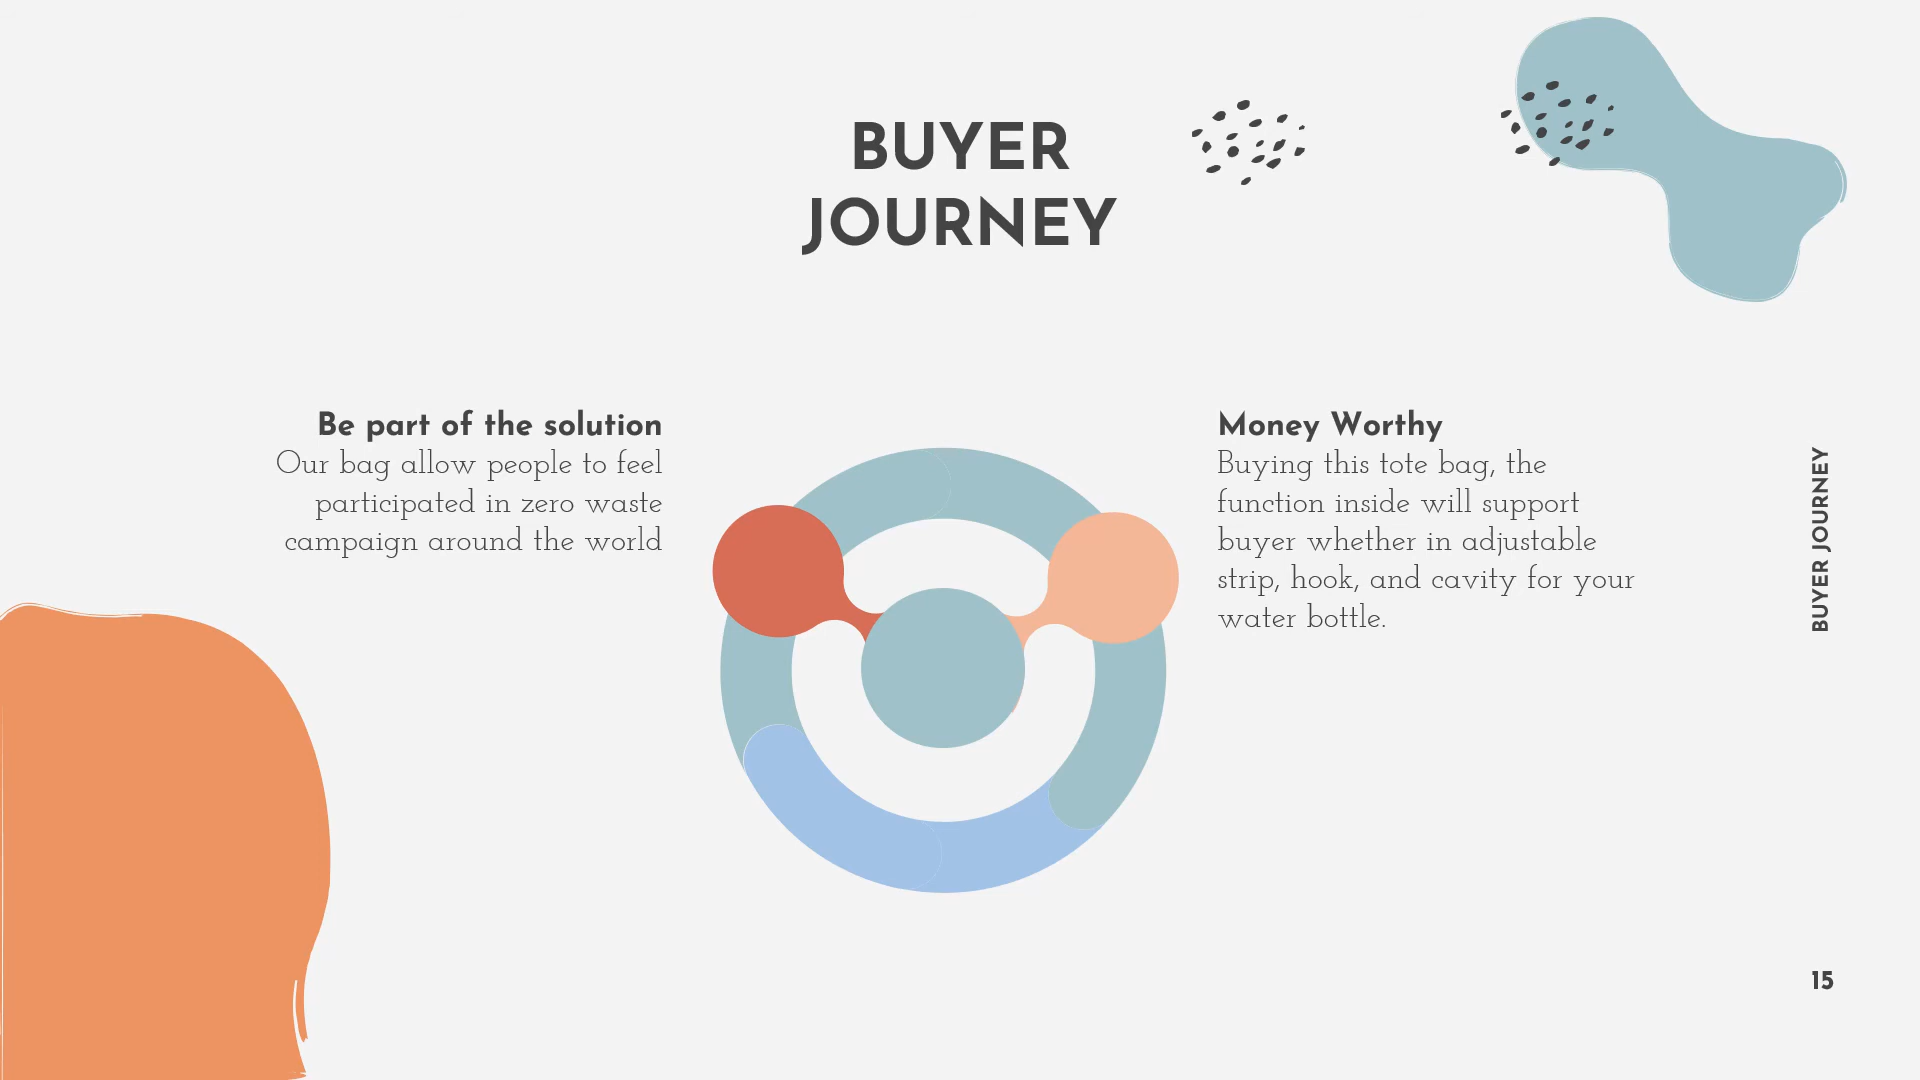 BUYER
JOURNEY
Be part of the solution
Our bag allow people to feel
participated in zero waste
campaign around the world
Money Worthy
Buying this tote bag, the
function inside will support
buyer whether in adjustable
strip, hook, and cavity for your
water bottle.
BUYER JOURNEY
15